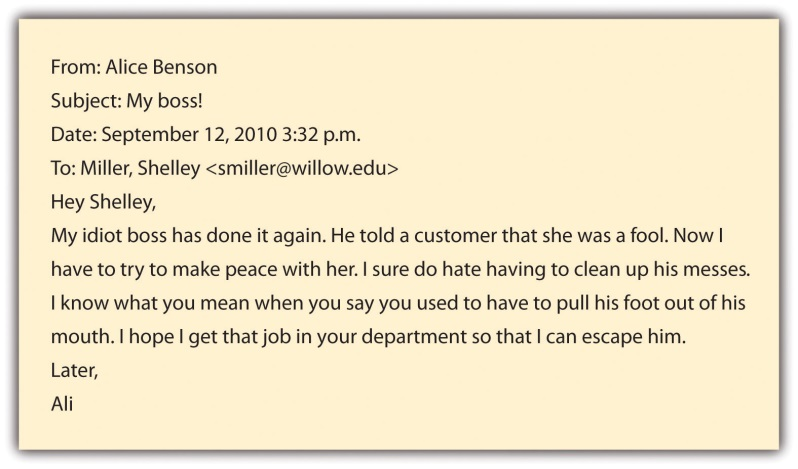 From: Alice Benson
Subject: My boss!
Date: September 12, 2010 3:32 p.m.
To: Miller, Shelley <smiller@willow.edu>
Hey Shelley,
My idiot boss has done it again. He told a customer that she was a fool. Now I
have to try to make peace with her. I sure do hate having to clean up his messes.
I know what you mean when you say you used to have to pull his foot out of his
mouth. I hope I get that job in your department so that I can escape him.
Later,
Ali